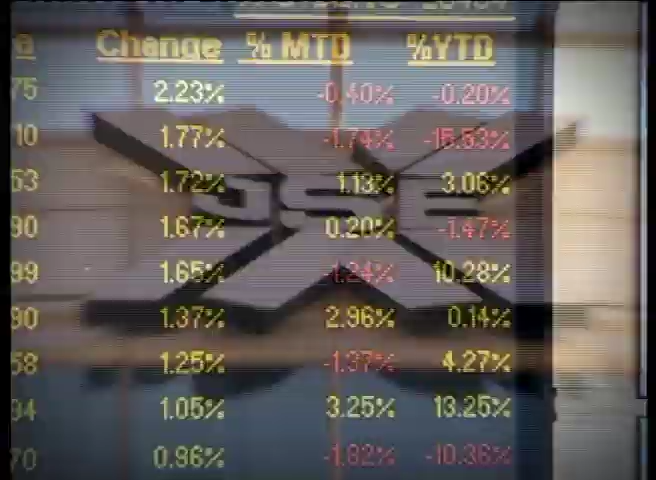 Change % MTD %YTD
75 2.23% -0.40% -0.20%
10 1.77% -1.74% -15.53%
53 1.72% 1.13% 3.06%
JSE
90 1.67% 0.20% -1.47%
99 1.65% -1.24% 10.28%
90 1.37% 2.96% 0.14%
58 1.25% -1.37% 4.27%
94 1.05% 3.25% 13.25%
70 0.96% -1.82% -10.36%